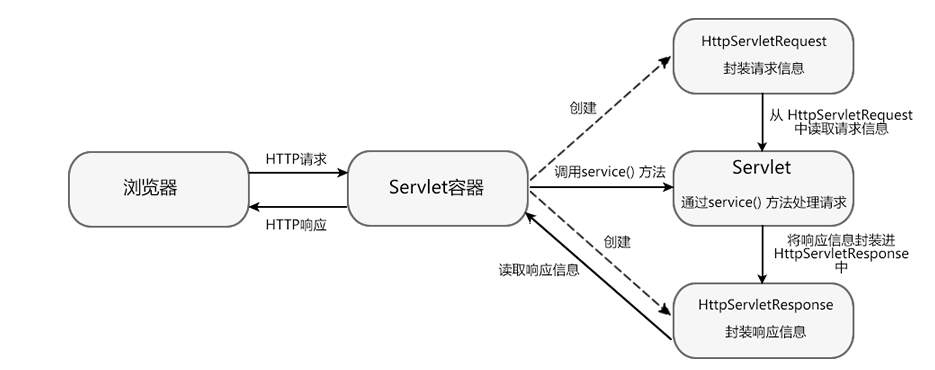 HttpServletRequest
封装请求信息
创建
从 HttpServletRequest
中读取请求信息
HTTP请求
浏览器
Servlet容器
调用service() 方法
Servlet
通过service() 方法处理请求
HTTP响应
创建
读取响应信息
将响应信息封装进
HttpServletResponse
中
HttpServletResponse
封装响应信息